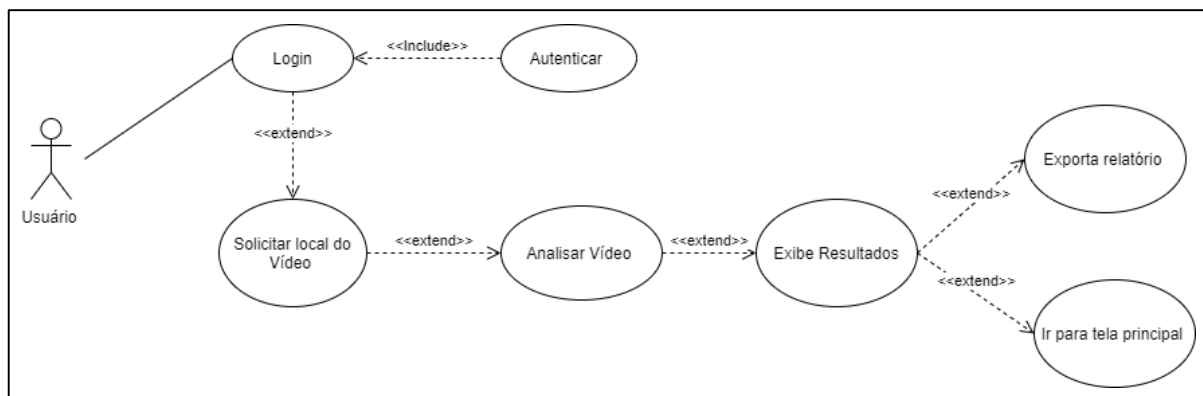 Login
<<Include>>
Autenticar
<<extend>>
Usuário
Solicitar local do
Vídeo
<<extend>>
Analisar Vídeo
<<extend>>
Exibe Resultados
<<extend>>
Exporta relatório
<<extend>>
Ir para tela principal